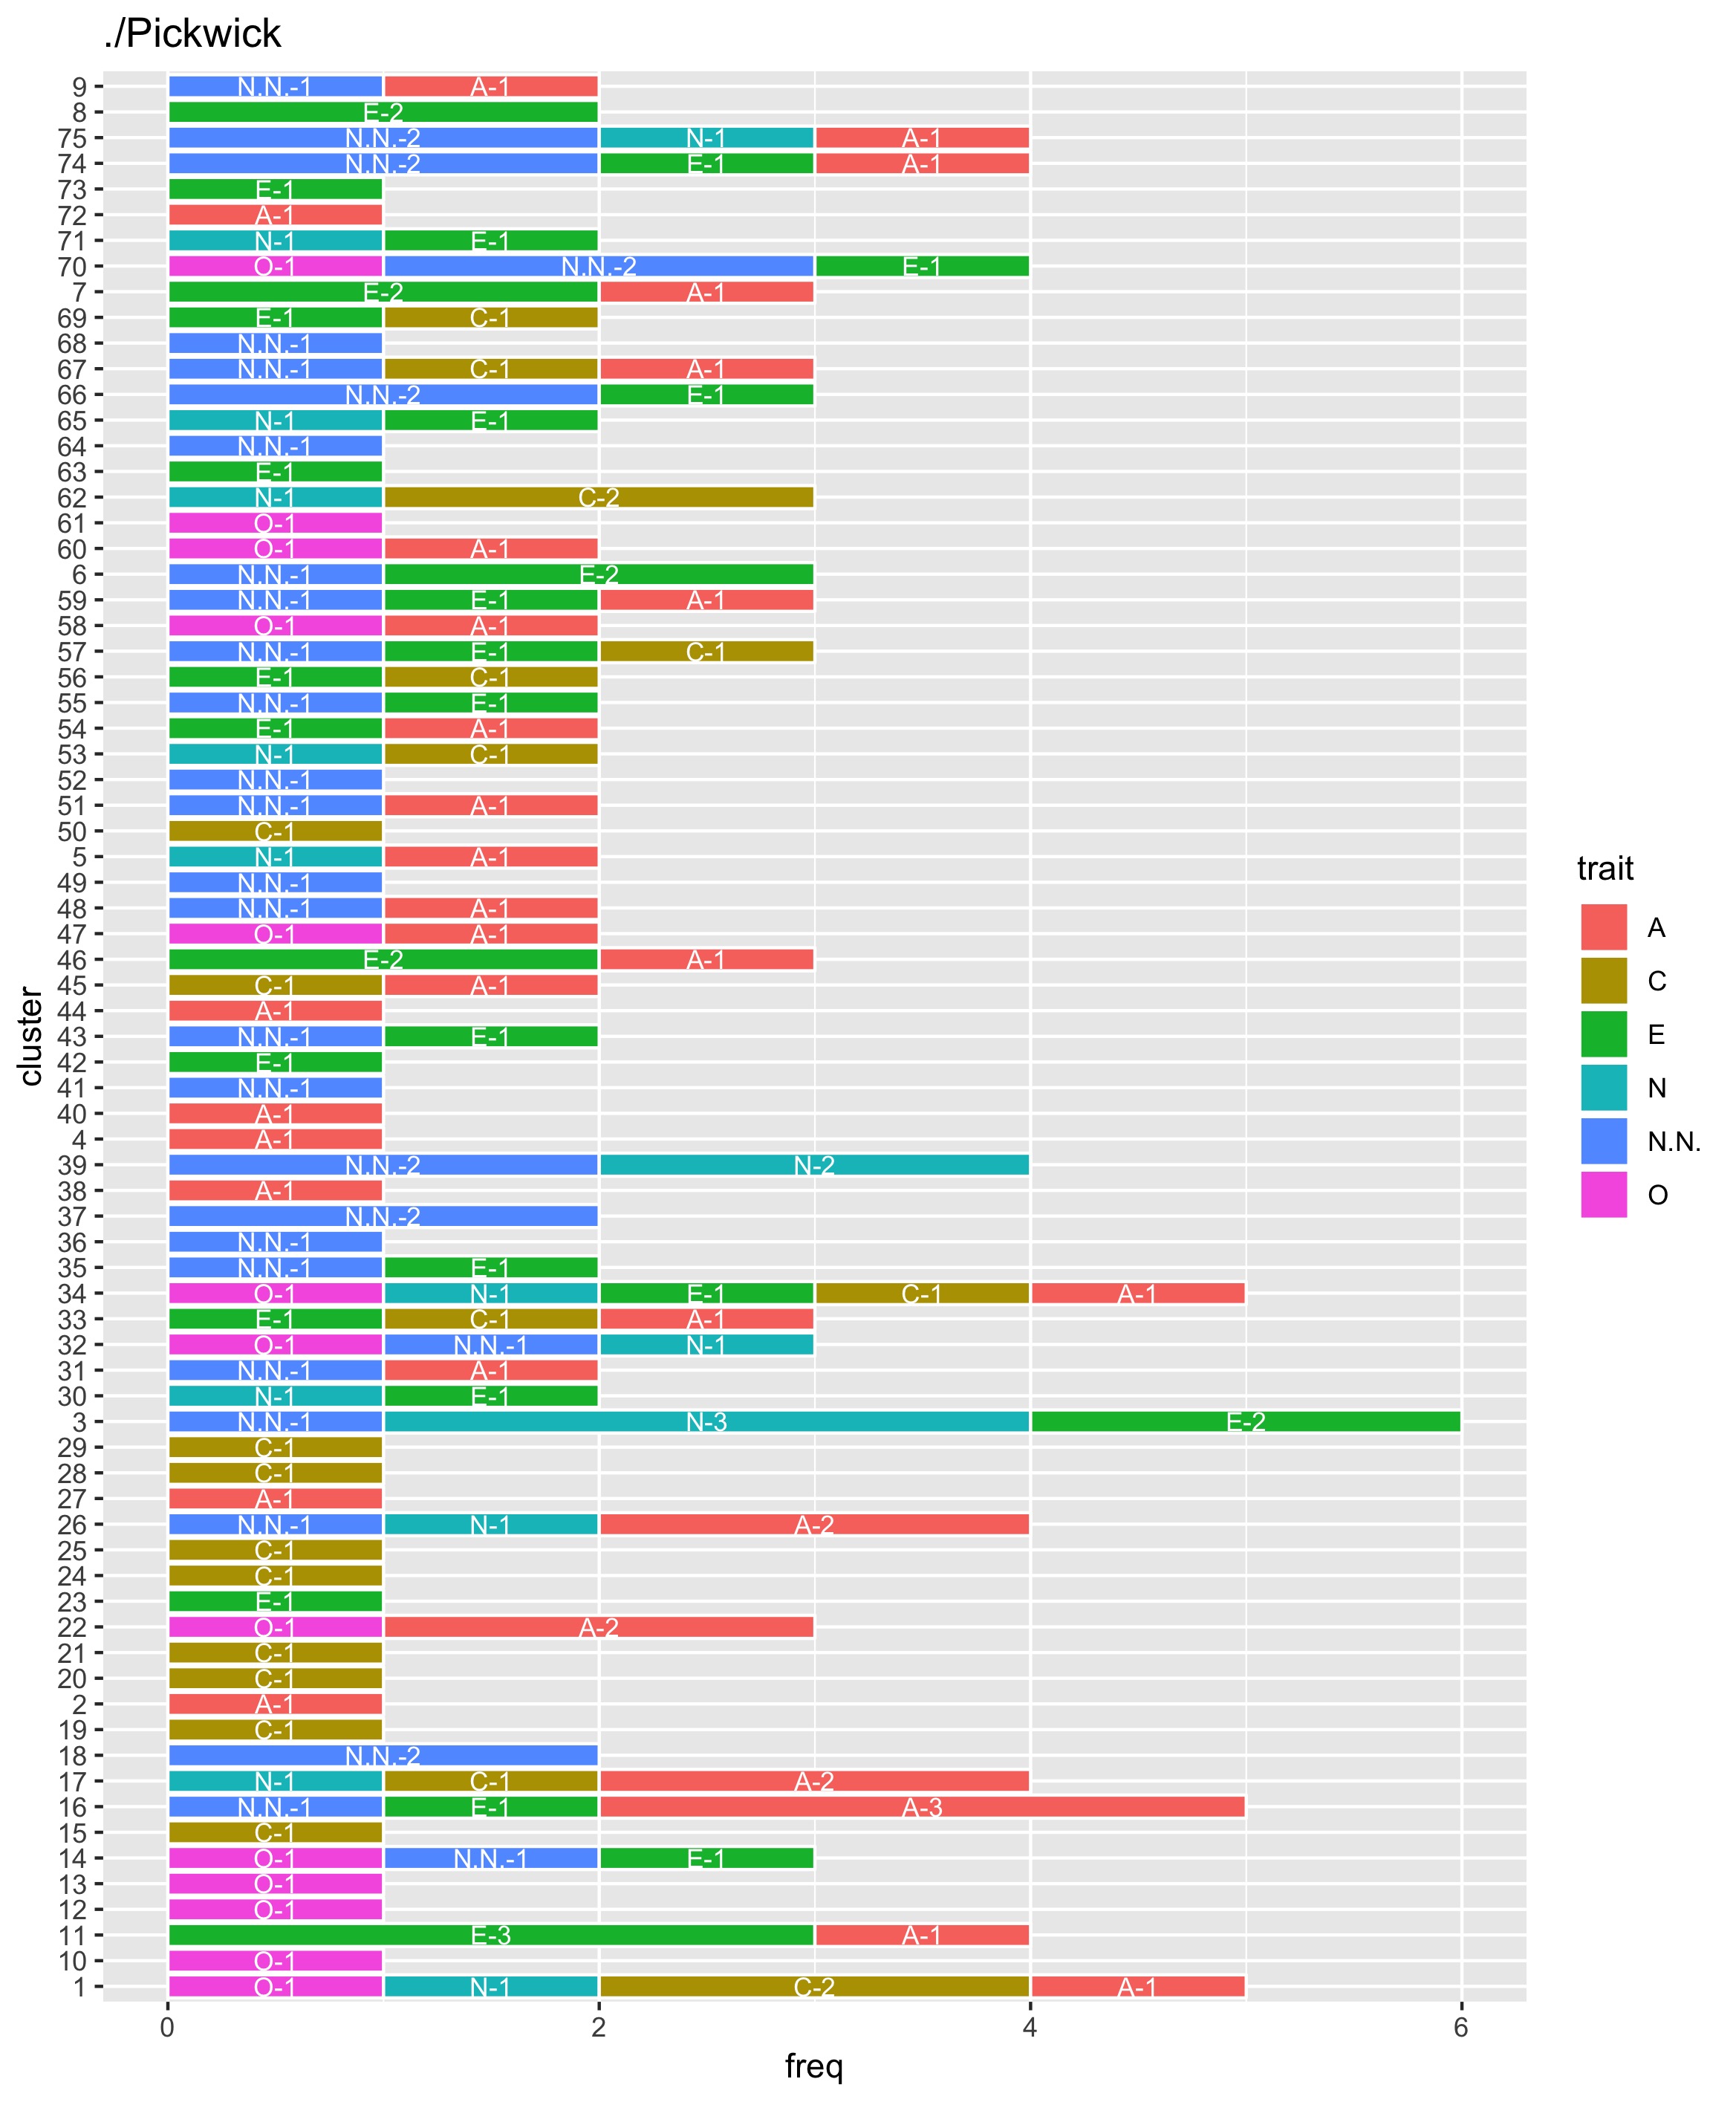 ./Pickwick
9 N.N.-1 A-1
8 E-2
75 N.N.-2 N-1 A-1
74 N.N.-2 E-1 A-1
73 E-1
72 A-1
71 N-1 E-1
70 O-1 N.N.-2 E-1
7 E-2 A-1
69 E-1 C-1
68 N.N.-1
67 N.N.-1 C-1 A-1
66 N.N.-2 E-1
65 N-1 E-1
64 N.N.-1
63 E-1
62 N-1 C-2
61 O-1
60 O-1 A-1
6 N.N.-1 E-2
59 N.N.-1 E-1 A-1
58 O-1 A-1
57 N.N.-1 E-1 C-1
56 E-1 C-1
55 N.N.-1 E-1
54 E-1 A-1
53 N-1 C-1
52 N.N.-1
51 N.N.-1 A-1
50 C-1
5 N-1 A-1
49 N.N.-1
48 N.N.-1 A-1
47 O-1 A-1
46 E-2 A-1
45 C-1 A-1
44 A-1
43 N.N.-1 E-1
42 E-1
41 N.N.-1
40 A-1
4 A-1
39 N.N.-2 N-2
38 A-1
37 N.N.-2
36 N.N.-1
35 N.N.-1 E-1
34 O-1 N-1 E-1 C-1 A-1
33 E-1 C-1 A-1
32 O-1 N.N.-1 N-1
31 N.N.-1 A-1
30 N-1 E-1
3 N.N.-1 N-3 E-2
29 C-1
28 C-1
27 A-1
26 N.N.-1 N-1 A-2
25 C-1
24 C-1
23 E-1
22 O-1 A-2
21 C-1
20 C-1
2 A-1
19 C-1
18 N.N.-2
17 N-1 C-1 A-2
16 N.N.-1 E-1 A-3
15 C-1
14 O-1 N.N.-1 E-1
13 O-1
12 O-1
11 E-3 A-1
10 O-1
1 O-1 N-1 C-2 A-1
0 2 4 6
freq
cluster
trait
A
C
E
N
N.N.
O